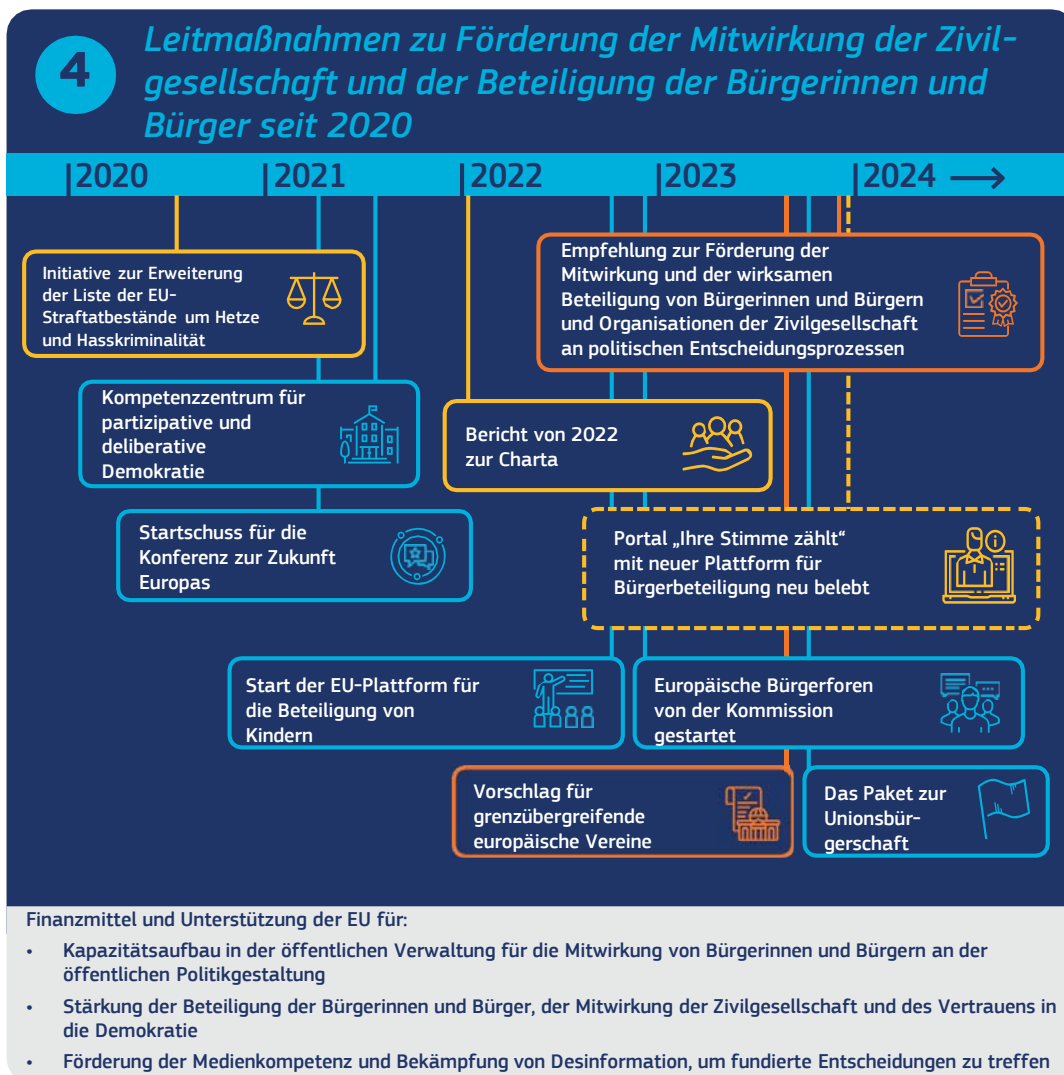 4
Leitmaßnahmen zu Förderung der Mitwirkung der Zivil-
gesellschaft und der Beteiligung der Bürgerinnen und
Bürger seit 2020
|2020 |2021 |2022 |2023 |2024
Initiative zur Erweiterung
der Liste der EU-
Straftatbestände um Hetze
und Hasskriminalität
Empfehlung zur Förderung der
Mitwirkung und der wirksamen
Beteiligung von Bürgerinnen und Bürgern
und Organisationen der Zivilgesellschaft
an politischen Entscheidungsprozessen
Kompetenzzentrum für
partizipative und
deliberative
Demokratie
Bericht von 2022
zur Charta
Startschuss für die
Konferenz zur Zukunft
Europas
Portal „Ihre Stimme zählt“
mit neuer Plattform für
Bürgerbeteiligung neu belebt
Start der EU-Plattform für
die Beteiligung von
Kindern
Europäische Bürgerforen
von der Kommission
gestartet
Vorschlag für
grenzübergreifende
europäische Vereine
Das Paket zur
Unionsbür-
gerschaft
Finanzmittel und Unterstützung der EU für:
• Kapazitätsaufbau in der öffentlichen Verwaltung für die Mitwirkung von Bürgerinnen und Bürgern an der
öffentlichen Politikgestaltung
• Stärkung der Beteiligung der Bürgerinnen und Bürger, der Mitwirkung der Zivilgesellschaft und des Vertrauens in
die Demokratie
• Förderung der Medienkompetenz und Bekämpfung von Desinformation, um fundierte Entscheidungen zu treffen